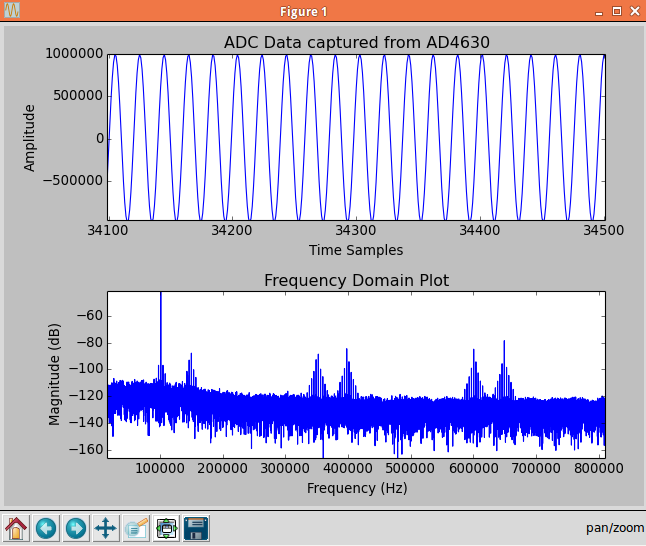 Figure 1
ADC Data captured from AD4630
1000000
500000
0
−500000
Amplitude
34100 34200 34300 34400 34500
Time Samples
Frequency Domain Plot
−60
−80
−100
−120
−140
−160
Magnitude (dB)
100000 200000 300000 400000 500000 600000 700000 800000
Frequency (Hz)
pan/zoom